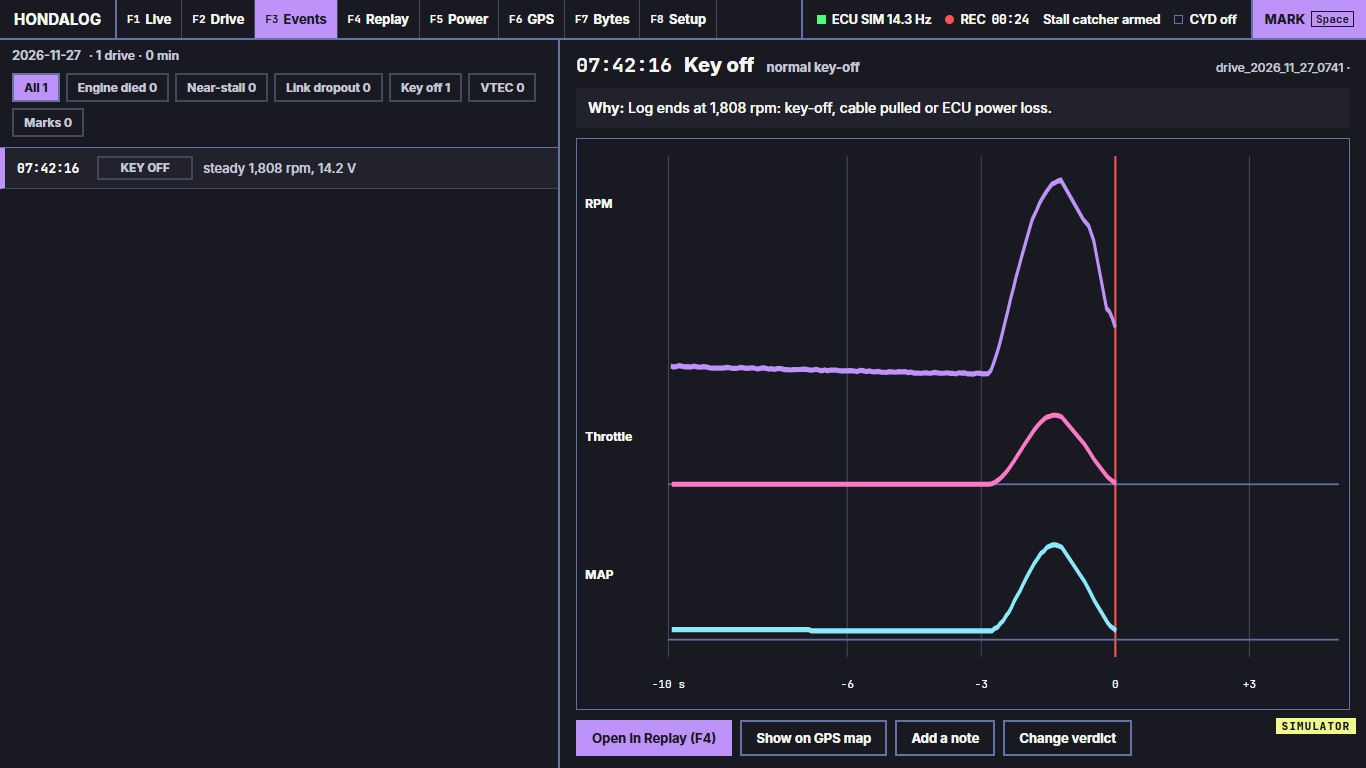 HONDALOG F1 Live F2 Drive F3 Events F4 Replay F5 Power F6 GPS F7 Bytes F8 Setup ECU SIM 14.3 Hz REC 00:24 Stall catcher armed CYD off MARK Space
2026-11-27 · 1 drive · 0 min
All 1 Engine died 0 Near-stall 0 Link dropout 0 Key off 1 VTEC 0
Marks 0
07:42:16 KEY OFF steady 1,808 rpm, 14.2 V
07:42:16 Key off normal key-off drive_2026_11_27_0741 ·
Why: Log ends at 1,808 rpm: key-off, cable pulled or ECU power loss.
RPM
Throttle
MAP
-10 s -6 -3 0 +3
Open in Replay (F4) Show on GPS map Add a note Change verdict
SIMULATOR